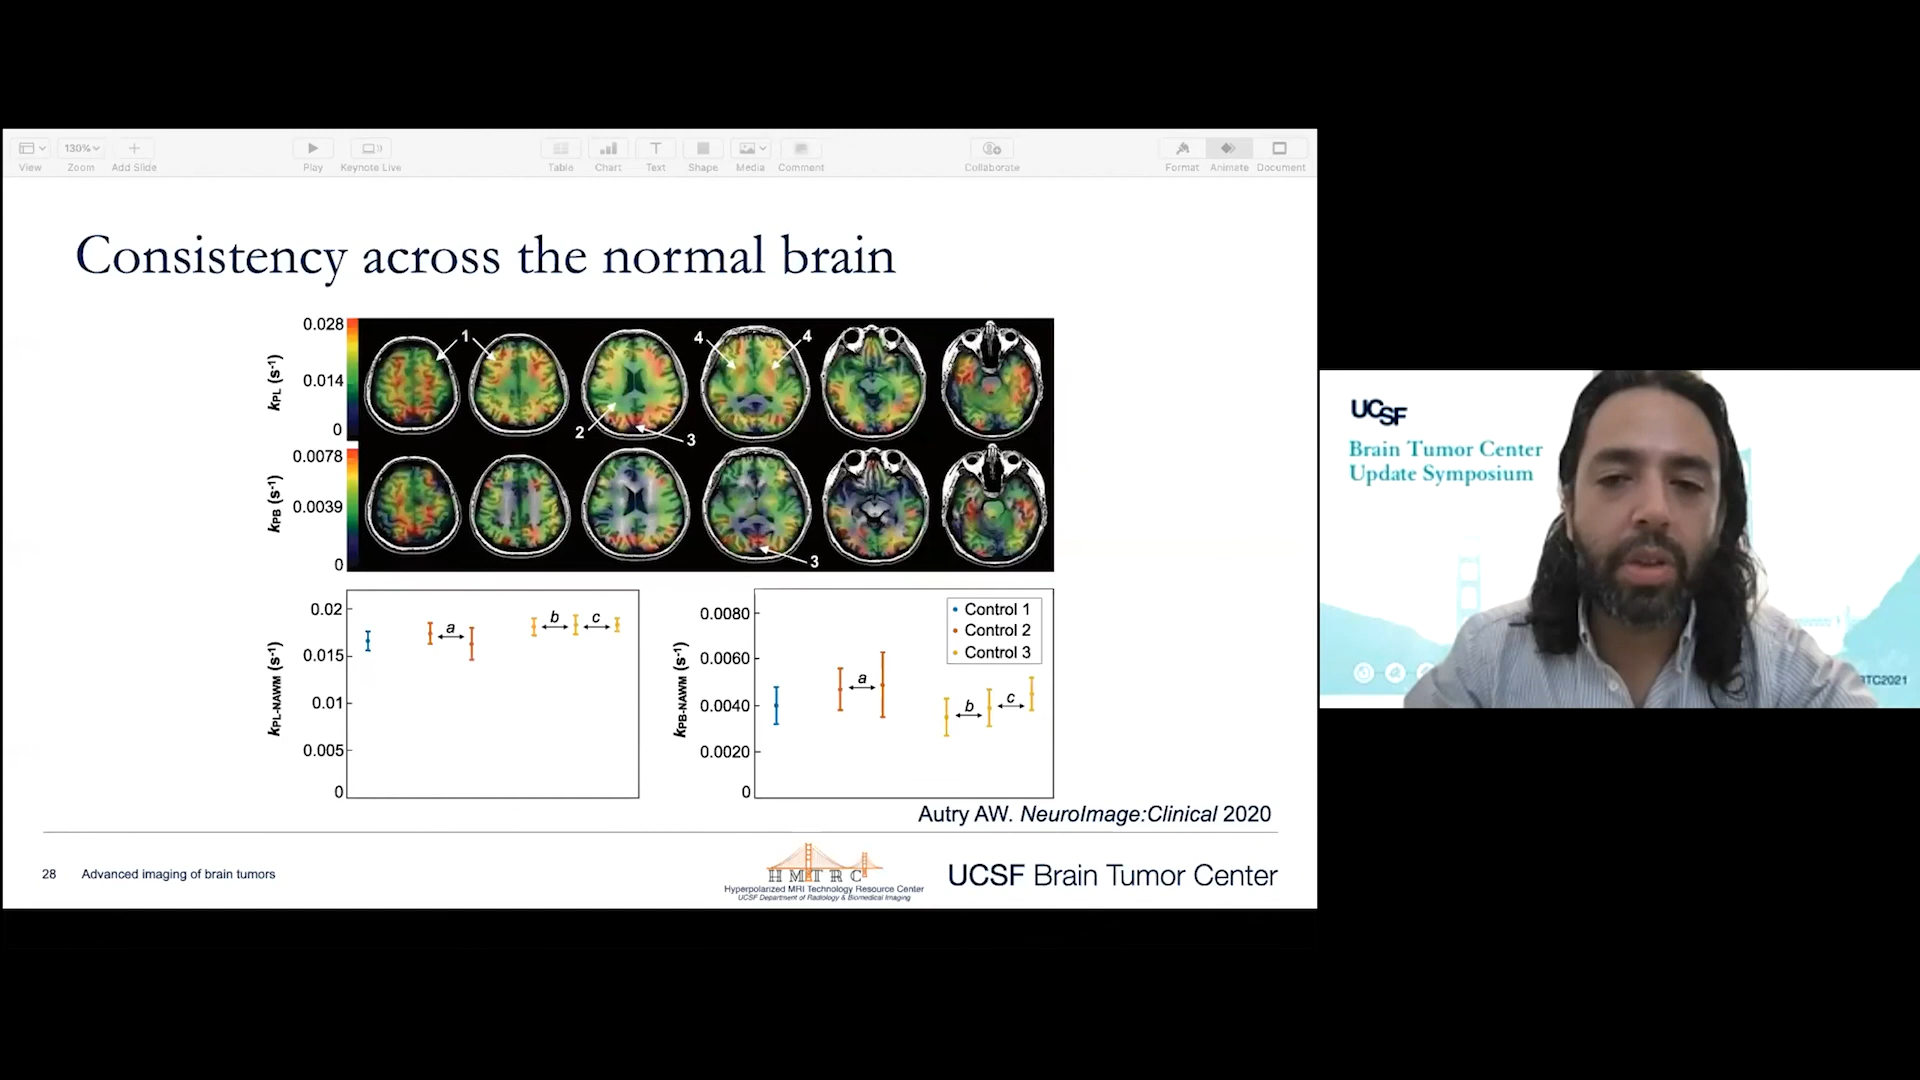 View
130%
Zoom
Add Slide
Play
Keynote Live
Table
Chart
Text
Shape
Media
Comment
Collaborate
Format
Animate
Document
Consistency across the normal brain
kPL (s-1)
0.028
0.014
0
1
2
3
4
4
kPB (s-1)
0.0078
0.0039
0
3
kPL-NAWM (s-1)
0.02
0.015
0.01
0.005
0
a
b
c
kPB-NAWM (s-1)
0.0080
0.0060
0.0040
0.0020
0
a
b
c
Control 1
Control 2
Control 3
Autry AW. NeuroImage:Clinical 2020
28
Advanced imaging of brain tumors
HMTRC
Hyperpolarized MRI Technology Resource Center
UCSF Department of Radiology & Biomedical Imaging
UCSF Brain Tumor Center
UCSF
Brain Tumor Center
Update Symposium
TC2021